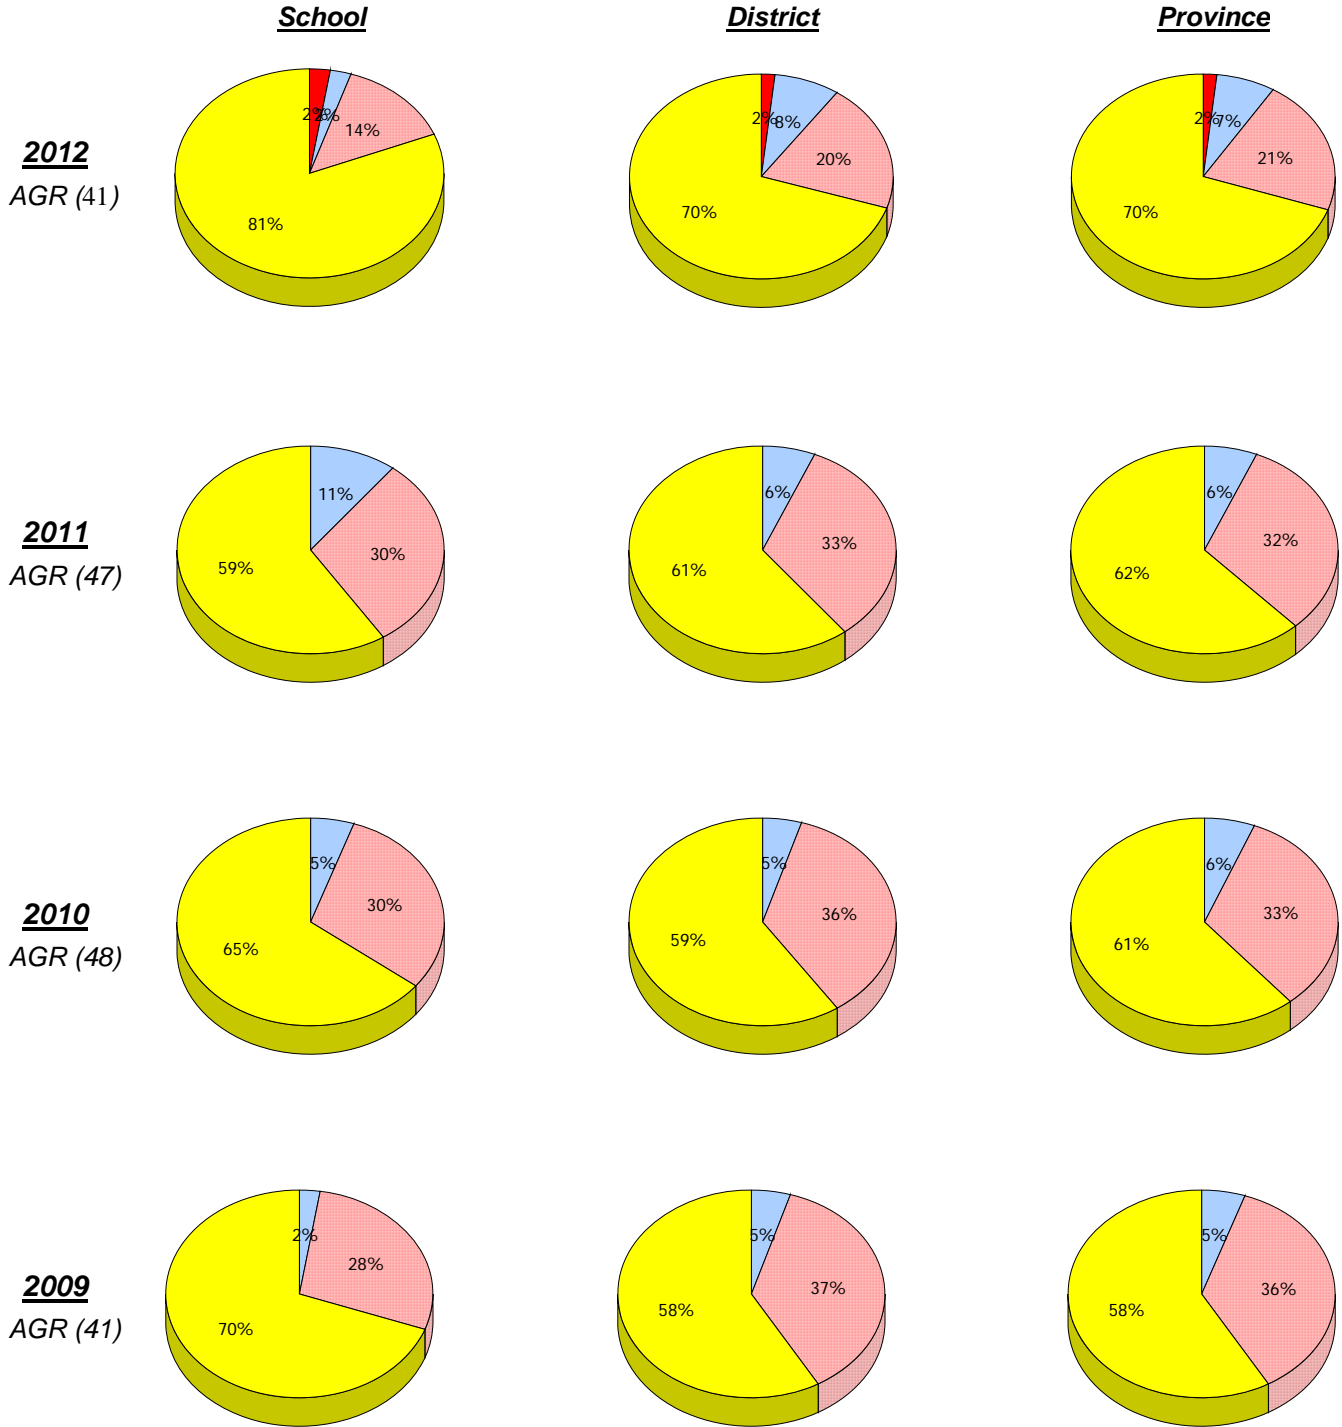 School District Province
2% 2% 14% 81%
2% 8% 20% 70%
2% 7% 21% 70%
2012
AGR (41)
11% 30% 59%
6% 33% 61%
6% 32% 62%
2011
AGR (47)
5% 30% 65%
5% 36% 59%
6% 33% 61%
2010
AGR (48)
2% 28% 70%
5% 37% 58%
5% 36% 58%
2009
AGR (41)